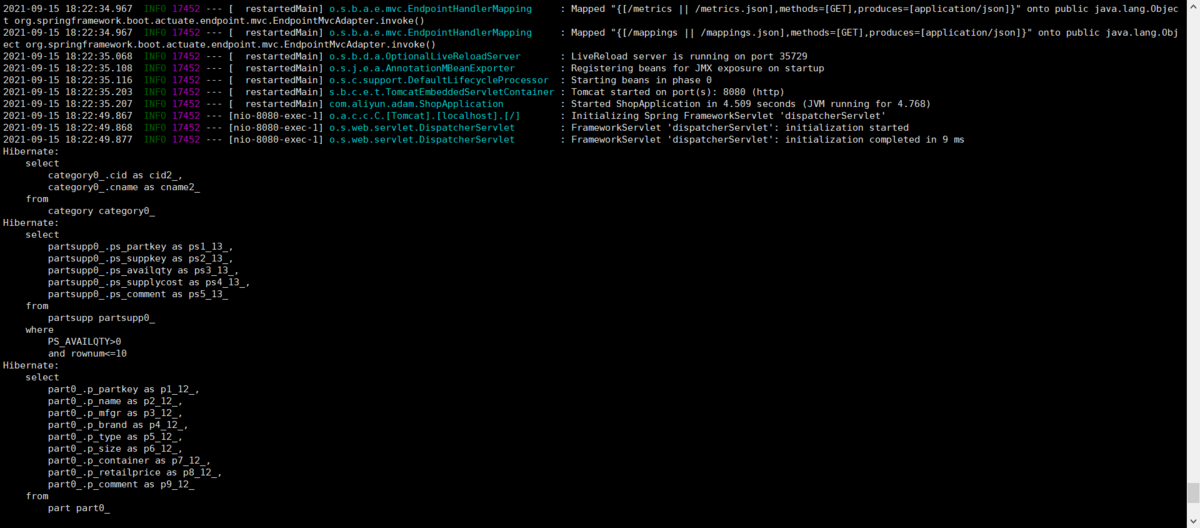 2021-09-15 18:22:34.967  INFO 17452 --- [  restartedMain] o.s.b.a.e.mvc.EndpointHandlerMapping     : Mapped "{[/metrics || /metrics.json],methods=[GET],produces=[application/json]}" onto public java.lang.Objec
t org.springframework.boot.actuate.endpoint.mvc.EndpointMvcAdapter.invoke()
2021-09-15 18:22:34.967  INFO 17452 --- [  restartedMain] o.s.b.a.e.mvc.EndpointHandlerMapping     : Mapped "{[/mappings || /mappings.json],methods=[GET],produces=[application/json]}" onto public java.lang.Obj
ect org.springframework.boot.actuate.endpoint.mvc.EndpointMvcAdapter.invoke()
2021-09-15 18:22:35.068  INFO 17452 --- [  restartedMain] o.s.b.d.a.OptionalLiveReloadServer       : LiveReload server is running on port 35729
2021-09-15 18:22:35.108  INFO 17452 --- [  restartedMain] o.s.j.e.a.AnnotationMBeanExporter        : Registering beans for JMX exposure on startup
2021-09-15 18:22:35.116  INFO 17452 --- [  restartedMain] o.s.c.support.DefaultLifecycleProcessor  : Starting beans in phase 0
2021-09-15 18:22:35.203  INFO 17452 --- [  restartedMain] s.b.c.e.t.TomcatEmbeddedServletContainer : Tomcat started on port(s): 8080 (http)
2021-09-15 18:22:35.207  INFO 17452 --- [  restartedMain] com.aliyun.adam.ShopApplication          : Started ShopApplication in 4.509 seconds (JVM running for 4.768)
2021-09-15 18:22:49.867  INFO 17452 --- [nio-8080-exec-1] o.a.c.c.C.[Tomcat].[localhost].[/]       : Initializing Spring FrameworkServlet 'dispatcherServlet'
2021-09-15 18:22:49.868  INFO 17452 --- [nio-8080-exec-1] o.s.web.servlet.DispatcherServlet        : FrameworkServlet 'dispatcherServlet': initialization started
2021-09-15 18:22:49.877  INFO 17452 --- [nio-8080-exec-1] o.s.web.servlet.DispatcherServlet        : FrameworkServlet 'dispatcherServlet': initialization completed in 9 ms
Hibernate:
    select
        category0_.cid as cid2_,
        category0_.cname as cname2_
    from
        category category0_
Hibernate:
    select
        partsupp0_.ps_partkey as ps1_13_,
        partsupp0_.ps_suppkey as ps2_13_,
        partsupp0_.ps_availqty as ps3_13_,
        partsupp0_.ps_supplycost as ps4_13_,
        partsupp0_.ps_comment as ps5_13_
    from
        partsupp partsupp0_
    where
        PS_AVAILQTY>0
        and rownum<=10
Hibernate:
    select
        part0_.p_partkey as p1_12_,
        part0_.p_name as p2_12_,
        part0_.p_mfgr as p3_12_,
        part0_.p_brand as p4_12_,
        part0_.p_type as p5_12_,
        part0_.p_size as p6_12_,
        part0_.p_container as p7_12_,
        part0_.p_retailprice as p8_12_,
        part0_.p_comment as p9_12_
    from
        part part0_